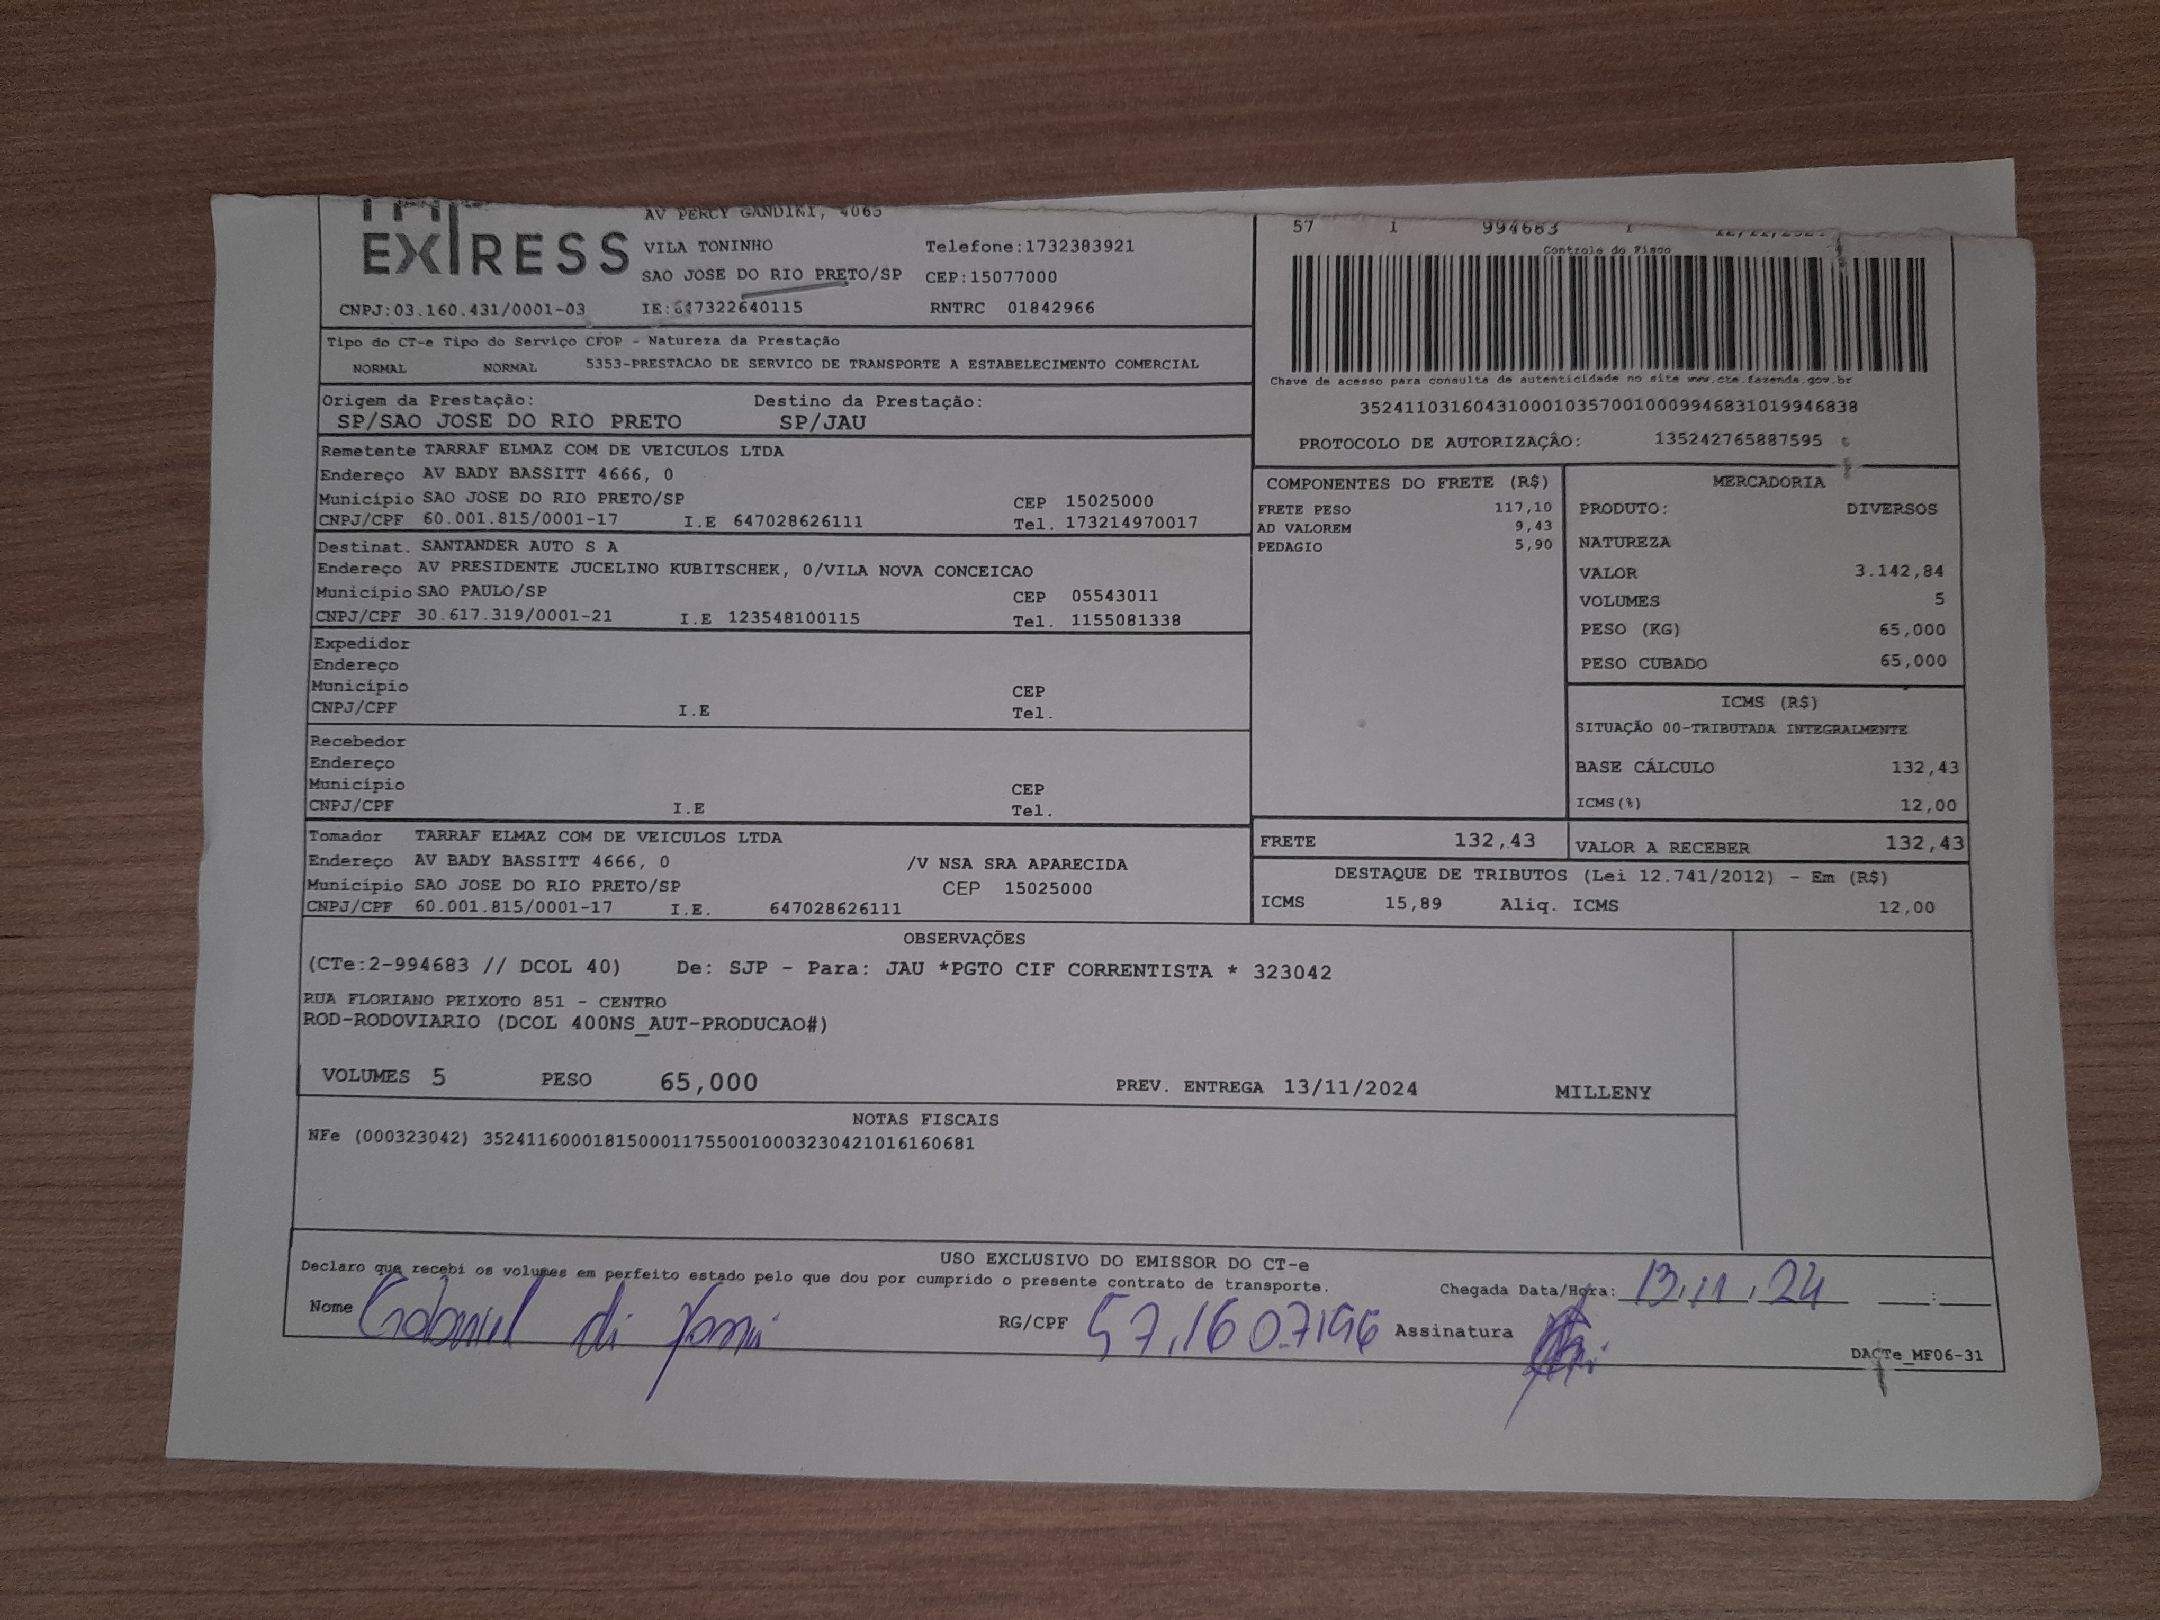 EXPRESS
AV PERCY GANDINI, 4065
VILA TONINHO Telefone:1732383921
SAO JOSE DO RIO PRETO/SP CEP:15077000
CNPJ:03.160.431/0001-03 IE:647322640115 RNTRC 01842966
57 1 994683 1
Controle do Fisco
Chave de acesso para consulta de autenticidade no site www.cte.fazenda.gov.br
35241103160431000103570010009946831019946838
PROTOCOLO DE AUTORIZAÇÃO: 135242765887595
Tipo do CT-e Tipo do Serviço CFOP - Natureza da Prestação
NORMAL NORMAL 5353-PRESTACAO DE SERVICO DE TRANSPORTE A ESTABELECIMENTO COMERCIAL
Origem da Prestação: Destino da Prestação:
SP/SAO JOSE DO RIO PRETO SP/JAU
Remetente TARRAF ELMAZ COM DE VEICULOS LTDA
Endereço AV BADY BASSITT 4666, 0
Município SAO JOSE DO RIO PRETO/SP CEP 15025000
CNPJ/CPF 60.001.815/0001-17 I.E 647028626111 Tel. 173214970017
Destinat. SANTANDER AUTO S A
Endereço AV PRESIDENTE JUCELINO KUBITSCHEK, 0/VILA NOVA CONCEICAO
Município SAO PAULO/SP CEP 05543011
CNPJ/CPF 30.617.319/0001-21 I.E 123548100115 Tel. 1155081338
Expedidor
Endereço
Município CEP
CNPJ/CPF I.E Tel.
Recebedor
Endereço
Município CEP
CNPJ/CPF I.E Tel.
Tomador TARRAF ELMAZ COM DE VEICULOS LTDA
Endereço AV BADY BASSITT 4666, 0 /V NSA SRA APARECIDA
Município SAO JOSE DO RIO PRETO/SP CEP 15025000
CNPJ/CPF 60.001.815/0001-17 I.E. 647028626111
COMPONENTES DO FRETE (R$)
FRETE PESO 117,10
AD VALOREM 9,43
PEDAGIO 5,90
MERCADORIA
PRODUTO: DIVERSOS
NATUREZA
VALOR 3.142,84
VOLUMES 5
PESO (KG) 65,000
PESO CUBADO 65,000
ICMS (R$)
SITUAÇÃO 00-TRIBUTADA INTEGRALMENTE
BASE CÁLCULO 132,43
ICMS(%) 12,00
FRETE 132,43 VALOR A RECEBER 132,43
DESTAQUE DE TRIBUTOS (Lei 12.741/2012) - Em (R$)
ICMS 15,89 Aliq. ICMS 12,00
OBSERVAÇÕES
(CTe:2-994683 // DCOL 40) De: SJP - Para: JAU *PGTO CIF CORRENTISTA * 323042
RUA FLORIANO PEIXOTO 851 - CENTRO
ROD-RODOVIARIO (DCOL 400NS_AUT-PRODUCAO#)
VOLUMES 5 PESO 65,000 PREV. ENTREGA 13/11/2024 MILLENY
NOTAS FISCAIS
NFe (000323042) 35241160001815000117550010003230421016160681
USO EXCLUSIVO DO EMISSOR DO CT-e
Declaro que recebi os volumes em perfeito estado pelo que dou por cumprido o presente contrato de transporte. Chegada Data/Hora: 13.11.24 :
Nome Gabriel di RG/CPF Assinatura
DACTe_MF06-31